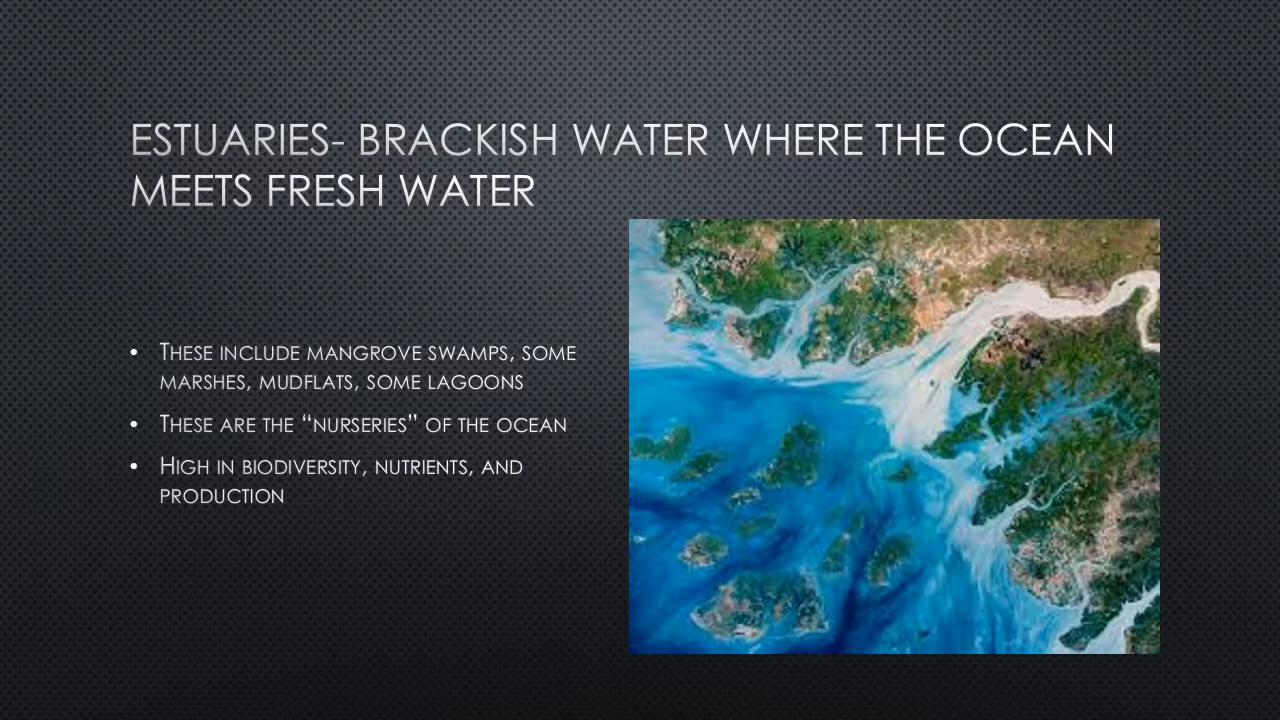 ESTUARIES- BRACKISH WATER WHERE THE OCEAN
MEETS FRESH WATER
• THESE INCLUDE MANGROVE SWAMPS, SOME
MARSHES, MUDFLATS, SOME LAGOONS
• THESE ARE THE “NURSERIES” OF THE OCEAN
• HIGH IN BIODIVERSITY, NUTRIENTS, AND
PRODUCTION